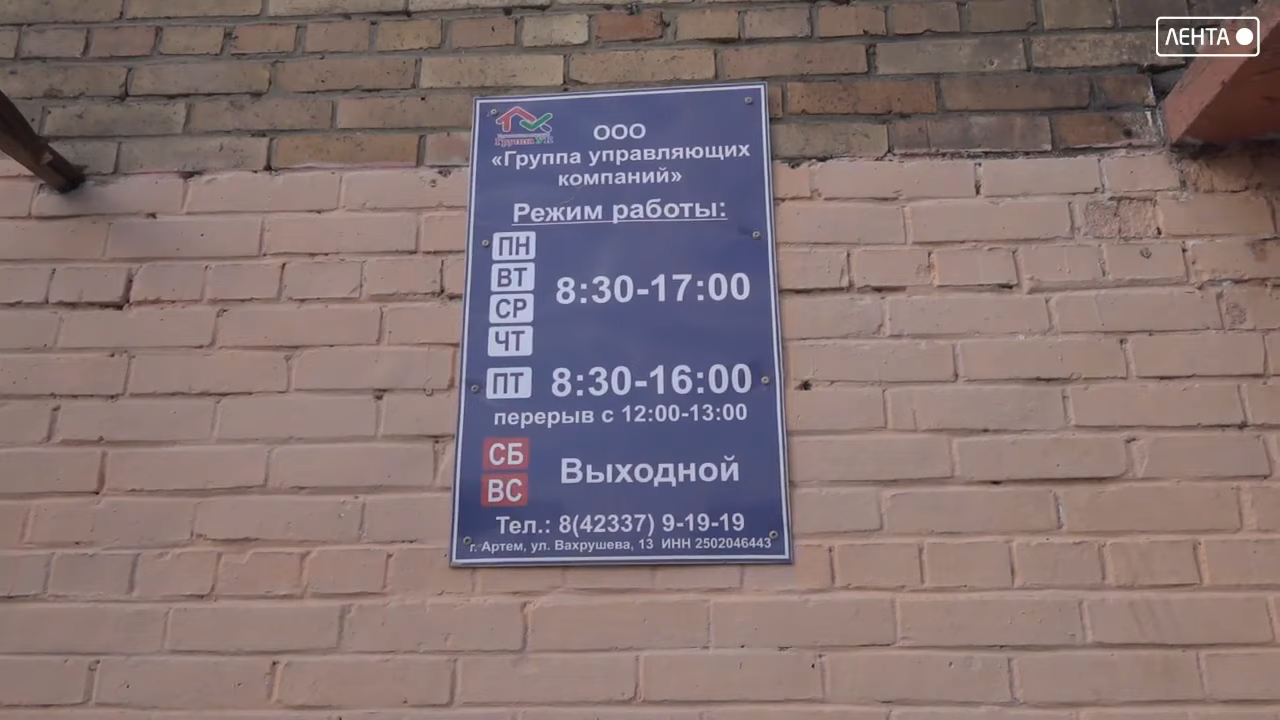 ЛЕНТА
Группа УК
ООО
«Группа управляющих
компаний»
Режим работы:
ПН
ВТ
СР
ЧТ
8:30-17:00
ПТ 8:30-16:00
перерыв с 12:00-13:00
СБ
ВС
Выходной
Тел.: 8(42337) 9-19-19
г. Артем, ул. Вахрушева, 13 ИНН 2502046443